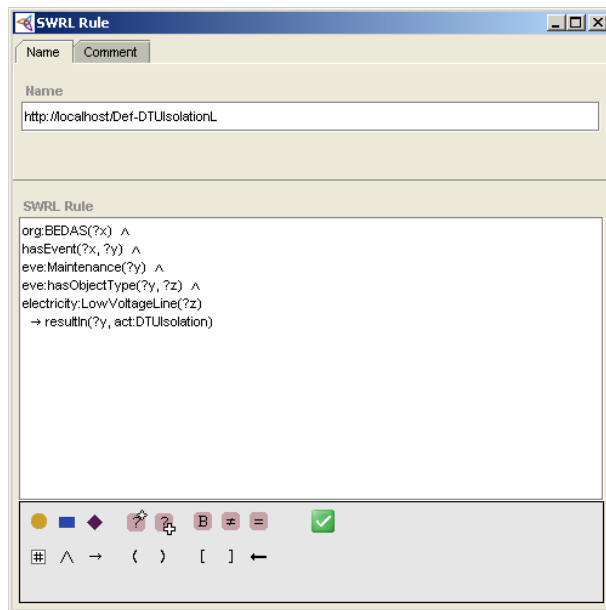 SWRL Rule
Name Comment
Name
http://localhost/Def-DTUIsolationL
SWRL Rule
org:BEDAS(?x) ∧
hasEvent(?x, ?y) ∧
eve:Maintenance(?y) ∧
eve:hasObjectType(?y, ?z) ∧
electricity:LowVoltageLine(?z)
→ resultIn(?y, act:DTUIsolation)
? ? B ≠ =
# ∧ → ( ) [ ] ←